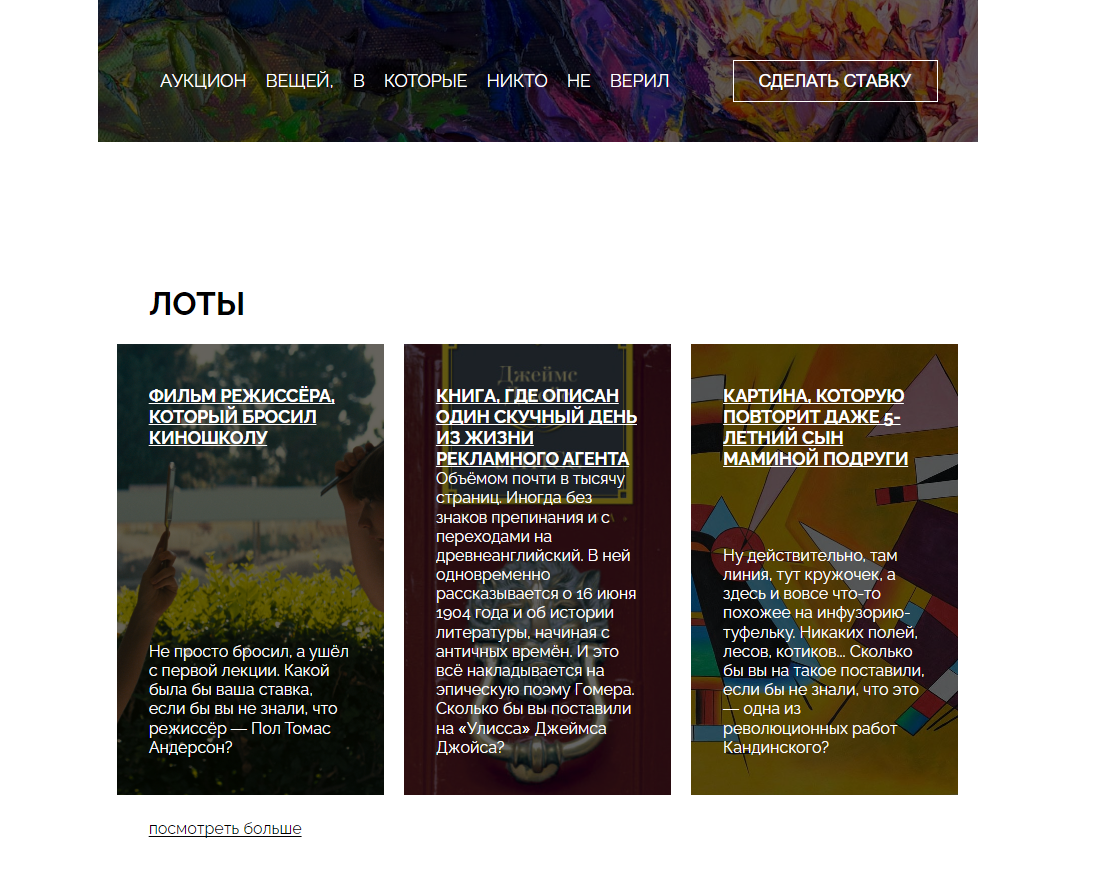 АУКЦИОН ВЕЩЕЙ, В КОТОРЫЕ НИКТО НЕ ВЕРИЛ
СДЕЛАТЬ СТАВКУ
ЛОТЫ
ФИЛЬМ РЕЖИССЁРА,
КОТОРЫЙ БРОСИЛ
КИНОШКОЛУ
Не просто бросил, а ушёл
с первой лекции. Какой
была бы ваша ставка,
если бы вы не знали, что
режиссёр — Пол Томас
Андерсон?
Джеймс
КНИГА, ГДЕ ОПИСАН
ОДИН СКУЧНЫЙ ДЕНЬ
ИЗ ЖИЗНИ
РЕКЛАМНОГО АГЕНТА
Объёмом почти в тысячу
страниц. Иногда без
знаков препинания и с
переходами на
древнеанглийский. В ней
одновременно
рассказывается о 16 июня
1904 года и об истории
литературы, начиная с
античных времён. И это
всё накладывается на
эпическую поэму Гомера.
Сколько бы вы поставили
на «Улисса» Джеймса
Джойса?
КАРТИНА, КОТОРУЮ
ПОВТОРИТ ДАЖЕ 5-
ЛЕТНИЙ СЫН
МАМИНОЙ ПОДРУГИ
Ну действительно, там
линия, тут кружочек, а
здесь и вовсе что-то
похожее на инфузорию-
туфельку. Никаких полей,
лесов, котиков... Сколько
бы вы на такое поставили,
если бы не знали, что это
— одна из
революционных работ
Кандинского?
посмотреть больше